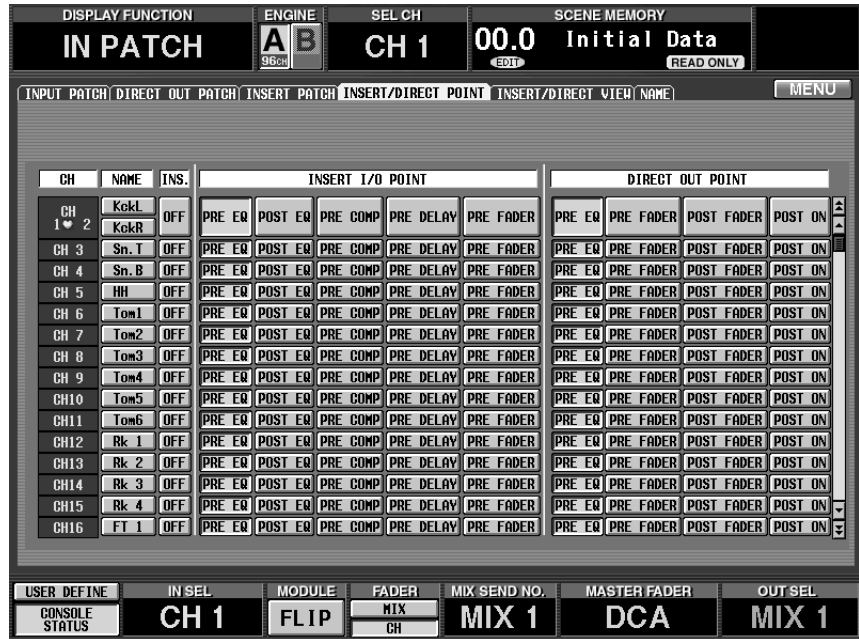 DISPLAY FUNCTION ENGINE SEL CH SCENE MEMORY
IN PATCH A B 96CH CH 1 00.0 EDIT Initial Data READ ONLY
INPUT PATCH DIRECT OUT PATCH INSERT PATCH INSERT/DIRECT POINT INSERT/DIRECT VIEW NAME MENU
CH NAME INS. INSERT I/O POINT DIRECT OUT POINT
CH 1♥ 2 KckL KckR OFF PRE EQ POST EQ PRE COMP PRE DELAY PRE FADER PRE EQ PRE FADER POST FADER POST ON
CH 3 Sn.T OFF PRE EQ POST EQ PRE COMP PRE DELAY PRE FADER PRE EQ PRE FADER POST FADER POST ON
CH 4 Sn.B OFF PRE EQ POST EQ PRE COMP PRE DELAY PRE FADER PRE EQ PRE FADER POST FADER POST ON
CH 5 HH OFF PRE EQ POST EQ PRE COMP PRE DELAY PRE FADER PRE EQ PRE FADER POST FADER POST ON
CH 6 Tom1 OFF PRE EQ POST EQ PRE COMP PRE DELAY PRE FADER PRE EQ PRE FADER POST FADER POST ON
CH 7 Tom2 OFF PRE EQ POST EQ PRE COMP PRE DELAY PRE FADER PRE EQ PRE FADER POST FADER POST ON
CH 8 Tom3 OFF PRE EQ POST EQ PRE COMP PRE DELAY PRE FADER PRE EQ PRE FADER POST FADER POST ON
CH 9 Tom4 OFF PRE EQ POST EQ PRE COMP PRE DELAY PRE FADER PRE EQ PRE FADER POST FADER POST ON
CH10 Tom5 OFF PRE EQ POST EQ PRE COMP PRE DELAY PRE FADER PRE EQ PRE FADER POST FADER POST ON
CH11 Tom6 OFF PRE EQ POST EQ PRE COMP PRE DELAY PRE FADER PRE EQ PRE FADER POST FADER POST ON
CH12 Rk 1 OFF PRE EQ POST EQ PRE COMP PRE DELAY PRE FADER PRE EQ PRE FADER POST FADER POST ON
CH13 Rk 2 OFF PRE EQ POST EQ PRE COMP PRE DELAY PRE FADER PRE EQ PRE FADER POST FADER POST ON
CH14 Rk 3 OFF PRE EQ POST EQ PRE COMP PRE DELAY PRE FADER PRE EQ PRE FADER POST FADER POST ON
CH15 Rk 4 OFF PRE EQ POST EQ PRE COMP PRE DELAY PRE FADER PRE EQ PRE FADER POST FADER POST ON
CH16 FT 1 OFF PRE EQ POST EQ PRE COMP PRE DELAY PRE FADER PRE EQ PRE FADER POST FADER POST ON
USER DEFINE IN SEL MODULE FADER MIX SEND NO. MASTER FADER OUT SEL
CONSOLE STATUS CH 1 FLIP MIX CH MIX 1 DCA MIX 1